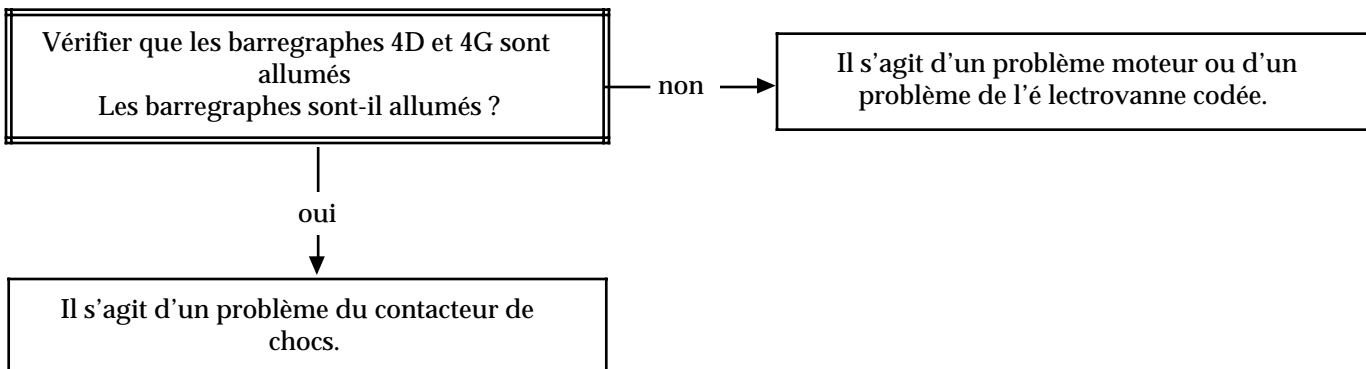 Vérifier que les barregraphes 4D et 4G sont
allumés
Les barregraphes sont-il allumés ?
non
Il s'agit d'un problème moteur ou d'un
problème de l'é lectrovanne codée.
oui
Il s'agit d'un problème du contacteur de
chocs.